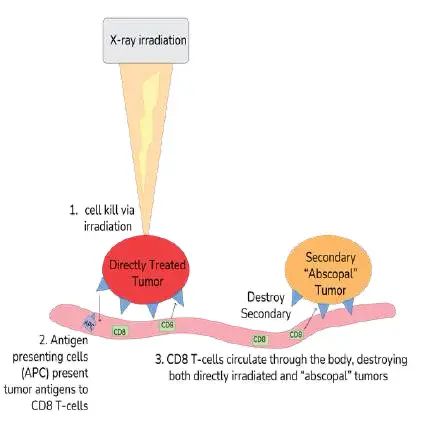 X-ray irradiation
1. cell kill via
irradiation
Directly Treated
Tumor
Secondary
"Abscopal"
Tumor
Destroy
Secondary
APC
CD8
CD8
CD8
CD8
2. Antigen
presenting cells
(APC) present
tumor antigens to
CD8 T-cells
3. CD8 T-cells circulate through the body, destroying
both directly irradiated and "abscopal" tumors